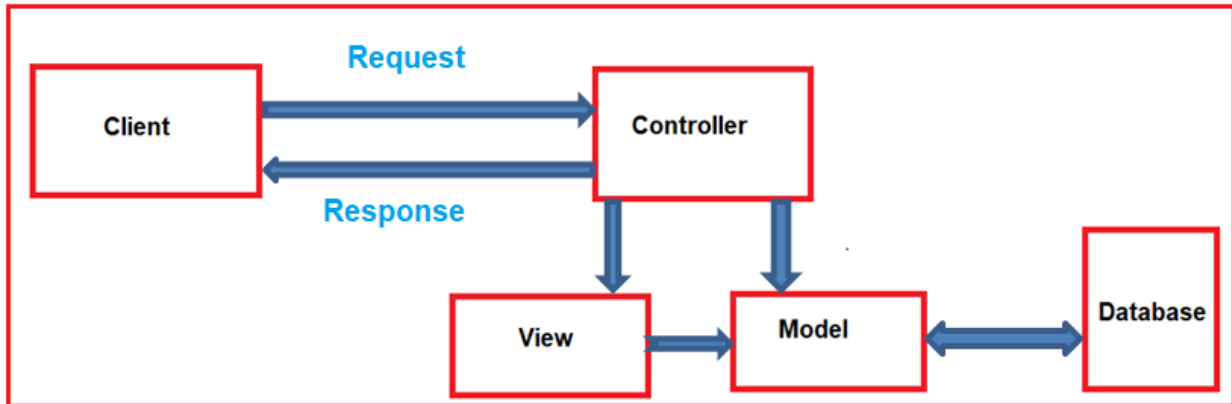 Request
Client
Controller
Response
View
Model
Database